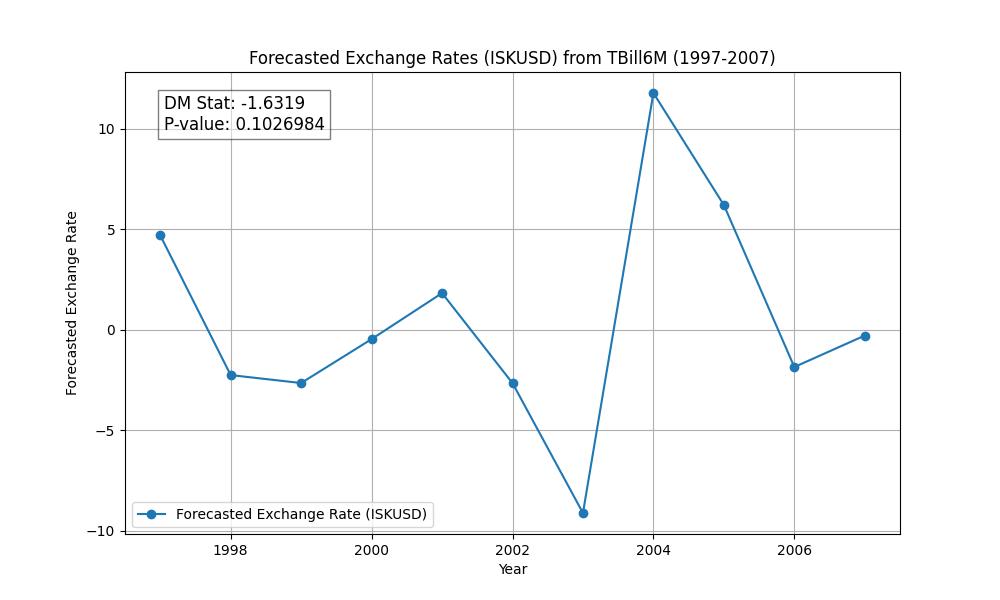 Forecasted Exchange Rates (ISKUSD) from TBill6M (1997-2007)
DM Stat: -1.6319
P-value: 0.1026984
Forecasted Exchange Rate
10
5
0
−5
−10
Forecasted Exchange Rate (ISKUSD)
1998
2000
2002
2004
2006
Year